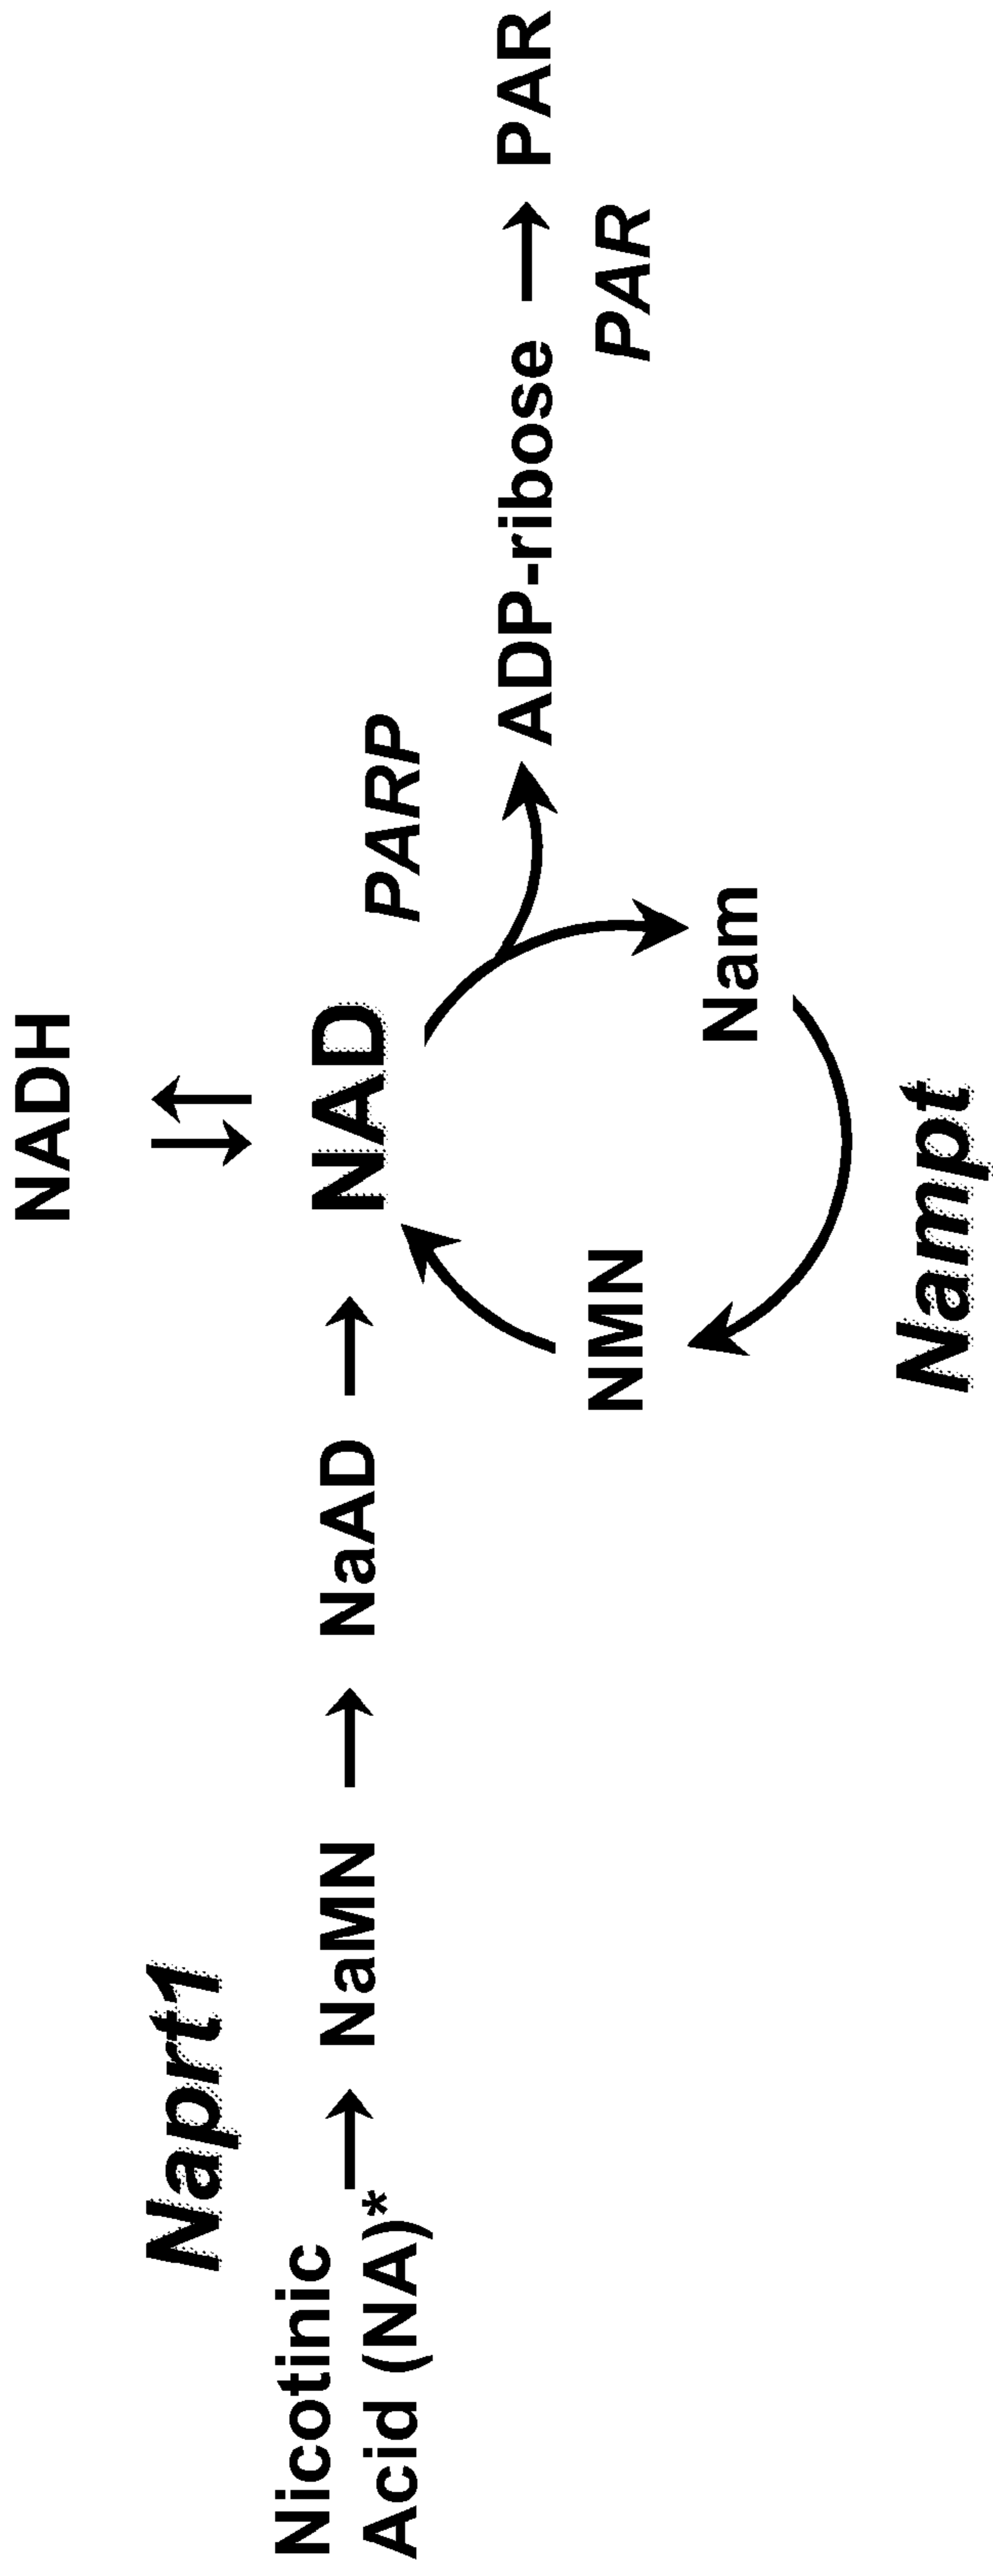 NADH
Naprt1
PARP
Nicotinic
Acid (NA)*
NaMN
NaAD
NAD
ADP-ribose
PAR
PAR
NMN
Nam
Nampt